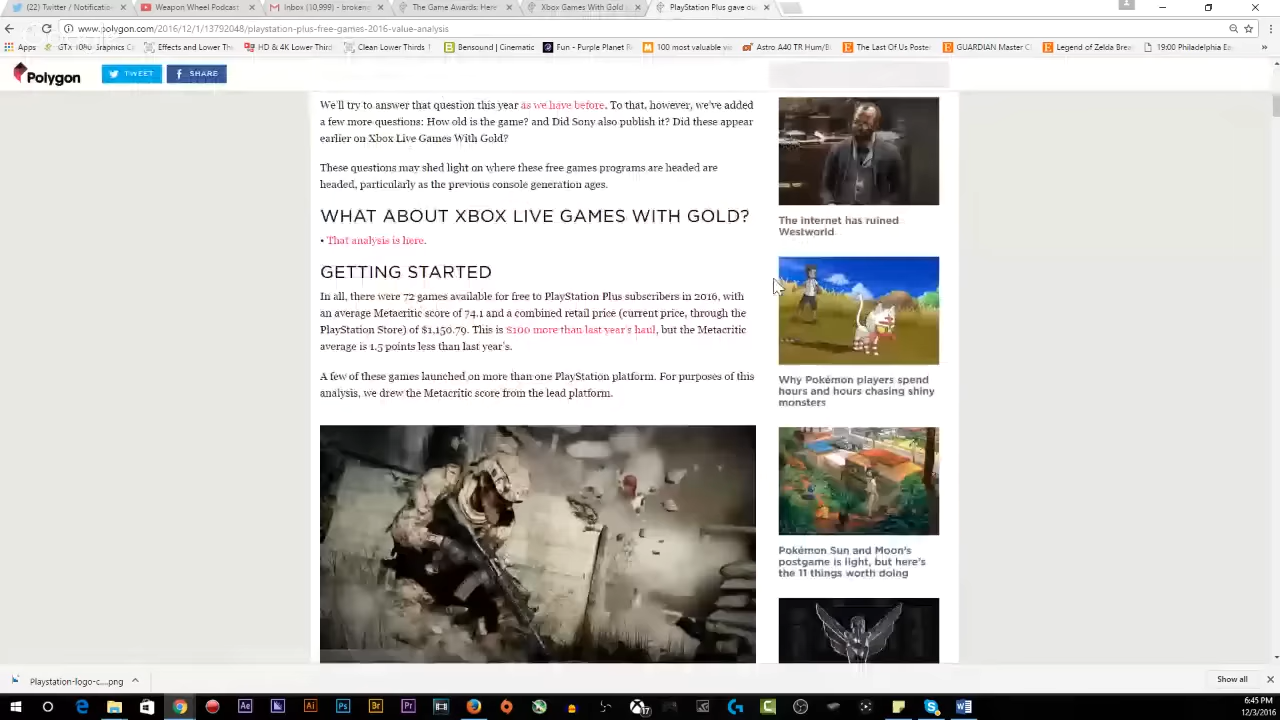 (22) Twitter / Notification
Weapon Wheel Podcast
Inbox (10,999) - broken
The Game Awards: Here
Xbox Games With Gold
PlayStation Plus gave ou
www.polygon.com/2016/12/1/13792048/playstation-plus-free-games-2016-value-analysis
Apps
Effects and Lower Thi
HD & 4K Lower Third
Clean Lower Thirds !
Bensound | Cinematic
Fun - Purple Planet R
100 most valuable
Astro A40 TR Hum/B
The Last Of Us Poste
GUARDIAN Master C
Legend of Zelda Brea
19:00 Philadelphia Ea
Polygon
TWEET
SHARE
We'll try to answer that question this year as we have before. To that, however, we've added
a few more questions: How old is the game? and Did Sony also publish it? Did these appear
earlier on Xbox Live Games With Gold?
These questions may shed light on where these free games programs are headed are
headed, particularly as the previous console generation ages.
WHAT ABOUT XBOX LIVE GAMES WITH GOLD?
• That analysis is here.
GETTING STARTED
In all, there were 72 games available for free to PlayStation Plus subscribers in 2016, with
an average Metacritic score of 74.1 and a combined retail price (current price, through the
PlayStation Store) of $1,150.79. This is $100 more than last year's haul, but the Metacritic
average is 1.5 points less than last year's.
A few of these games launched on more than one PlayStation platform. For purposes of this
analysis, we drew the Metacritic score from the lead platform.
The internet has ruined
Westworld
Why Pokémon players spend
hours and hours chasing shiny
monsters
Pokémon Sun and Moon's
postgame is light, but here's
the 11 things worth doing
Playstation-logo-c....png
Show all
6:45 PM
12/3/2016